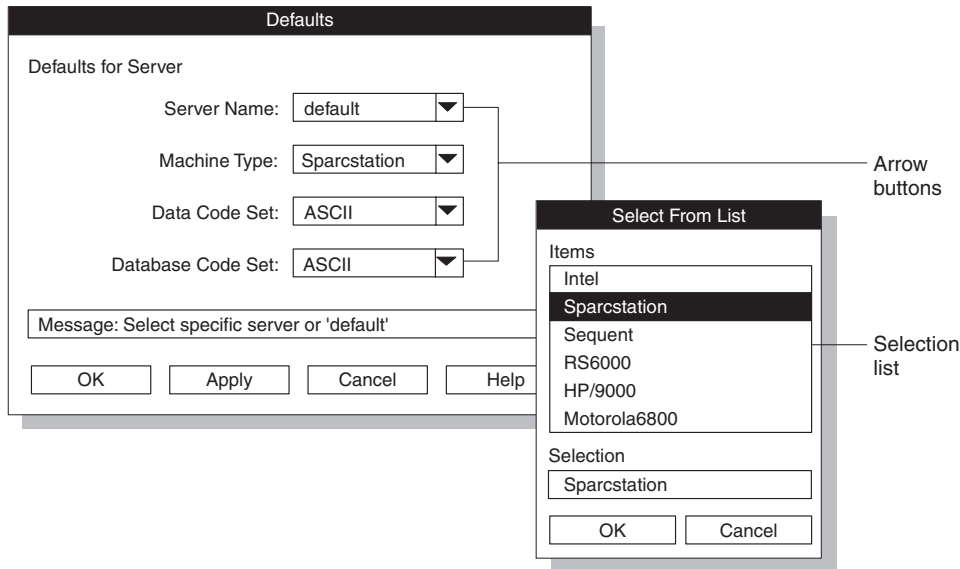 Defaults
Defaults for Server
Server Name: default
Machine Type: Sparcstation
Data Code Set: ASCII
Database Code Set: ASCII
Message: Select specific server or 'default'
OK Apply Cancel Help
Arrow
buttons
Select From List
Items
Intel
Sparcstation
Sequent
RS6000
HP/9000
Motorola6800
Selection
Sparcstation
OK Cancel
Selection
list